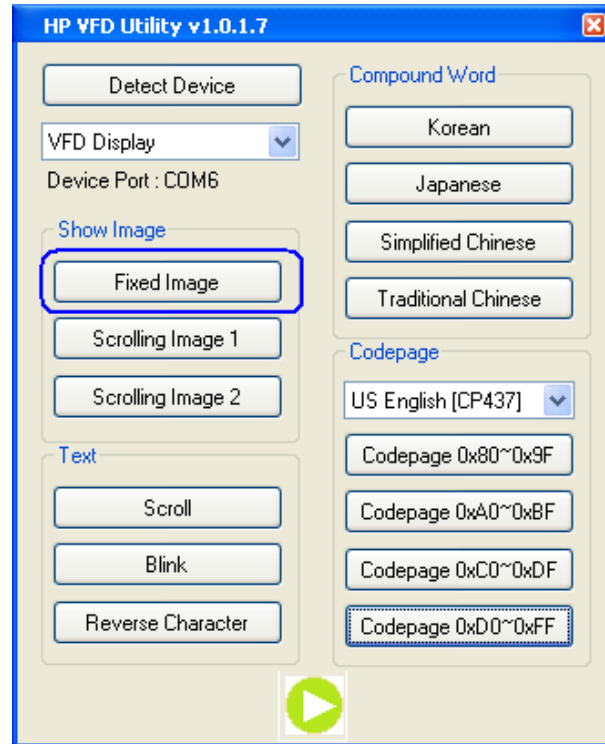 HP VFD Utility v1.0.1.7
Detect Device
VFD Display
Device Port : COM6
Show Image
Fixed Image
Scrolling Image 1
Scrolling Image 2
Text
Scroll
Blink
Reverse Character
Compound Word
Korean
Japanese
Simplified Chinese
Traditional Chinese
Codepage
US English [CP437]
Codepage 0x80~0x9F
Codepage 0xA0~0xBF
Codepage 0xC0~0xDF
Codepage 0xD0~0xFF